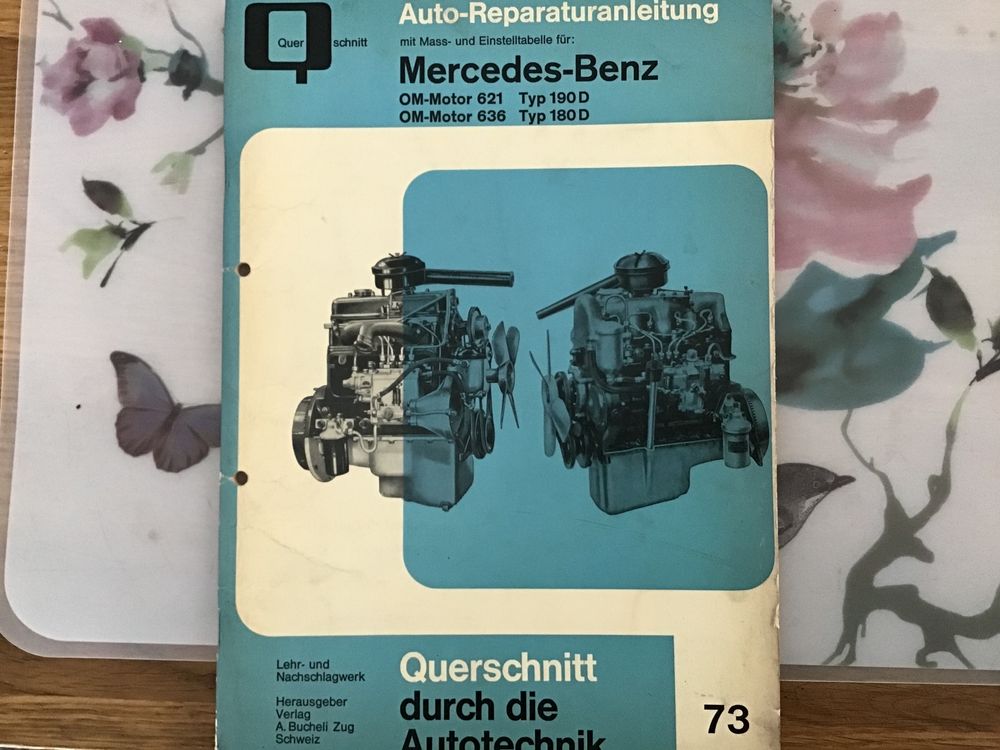 Auto-Reparaturanleitung
Quer schnitt
mit Mass- und Einstelltabelle für:
Mercedes-Benz
OM-Motor 621 Typ 190 D
OM-Motor 636 Typ 180 D
Lehr- und
Nachschlagwerk
Herausgeber
Verlag
A. Bucheli Zug
Schweiz
Querschnitt
durch die
Autotechnik
73